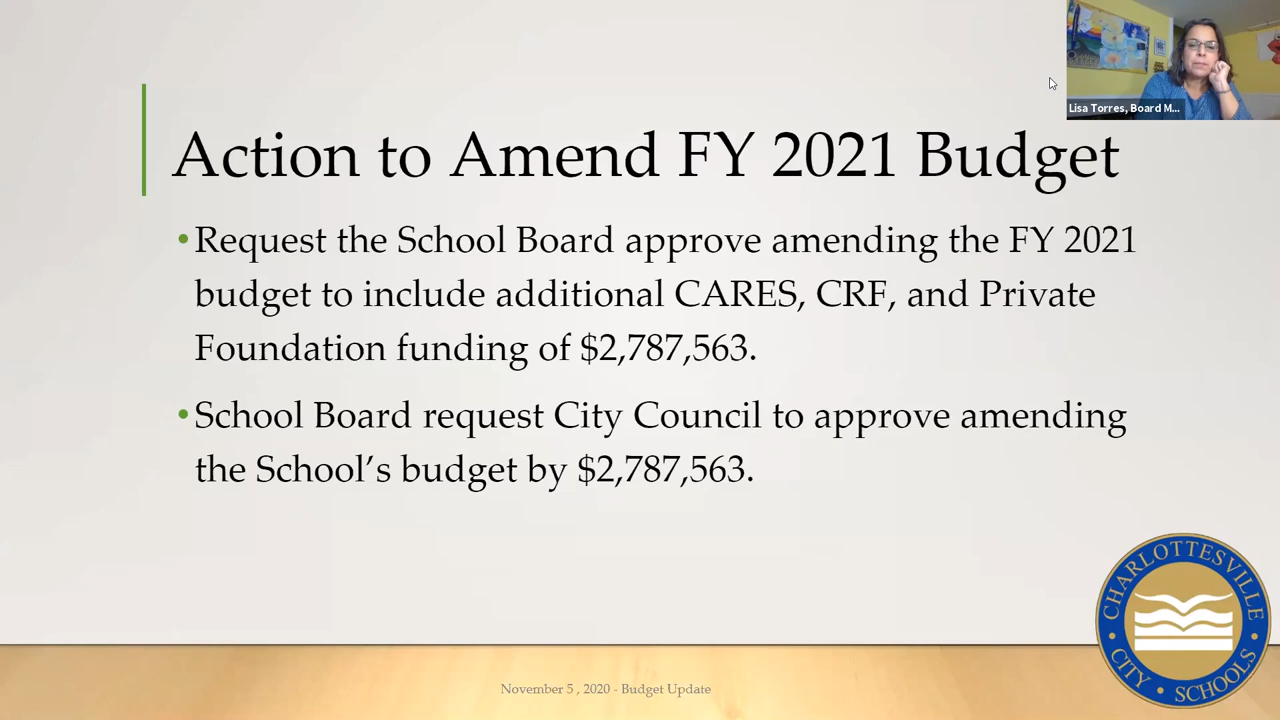 Lisa Torres, Board M...
Action to Amend FY 2021 Budget
•Request the School Board approve amending the FY 2021
budget to include additional CARES, CRF, and Private
Foundation funding of $2,787,563.
•School Board request City Council to approve amending
the School’s budget by $2,787,563.
CHARLOTTESVILLE
• CITY • SCHOOLS •
November 5 , 2020 - Budget Update